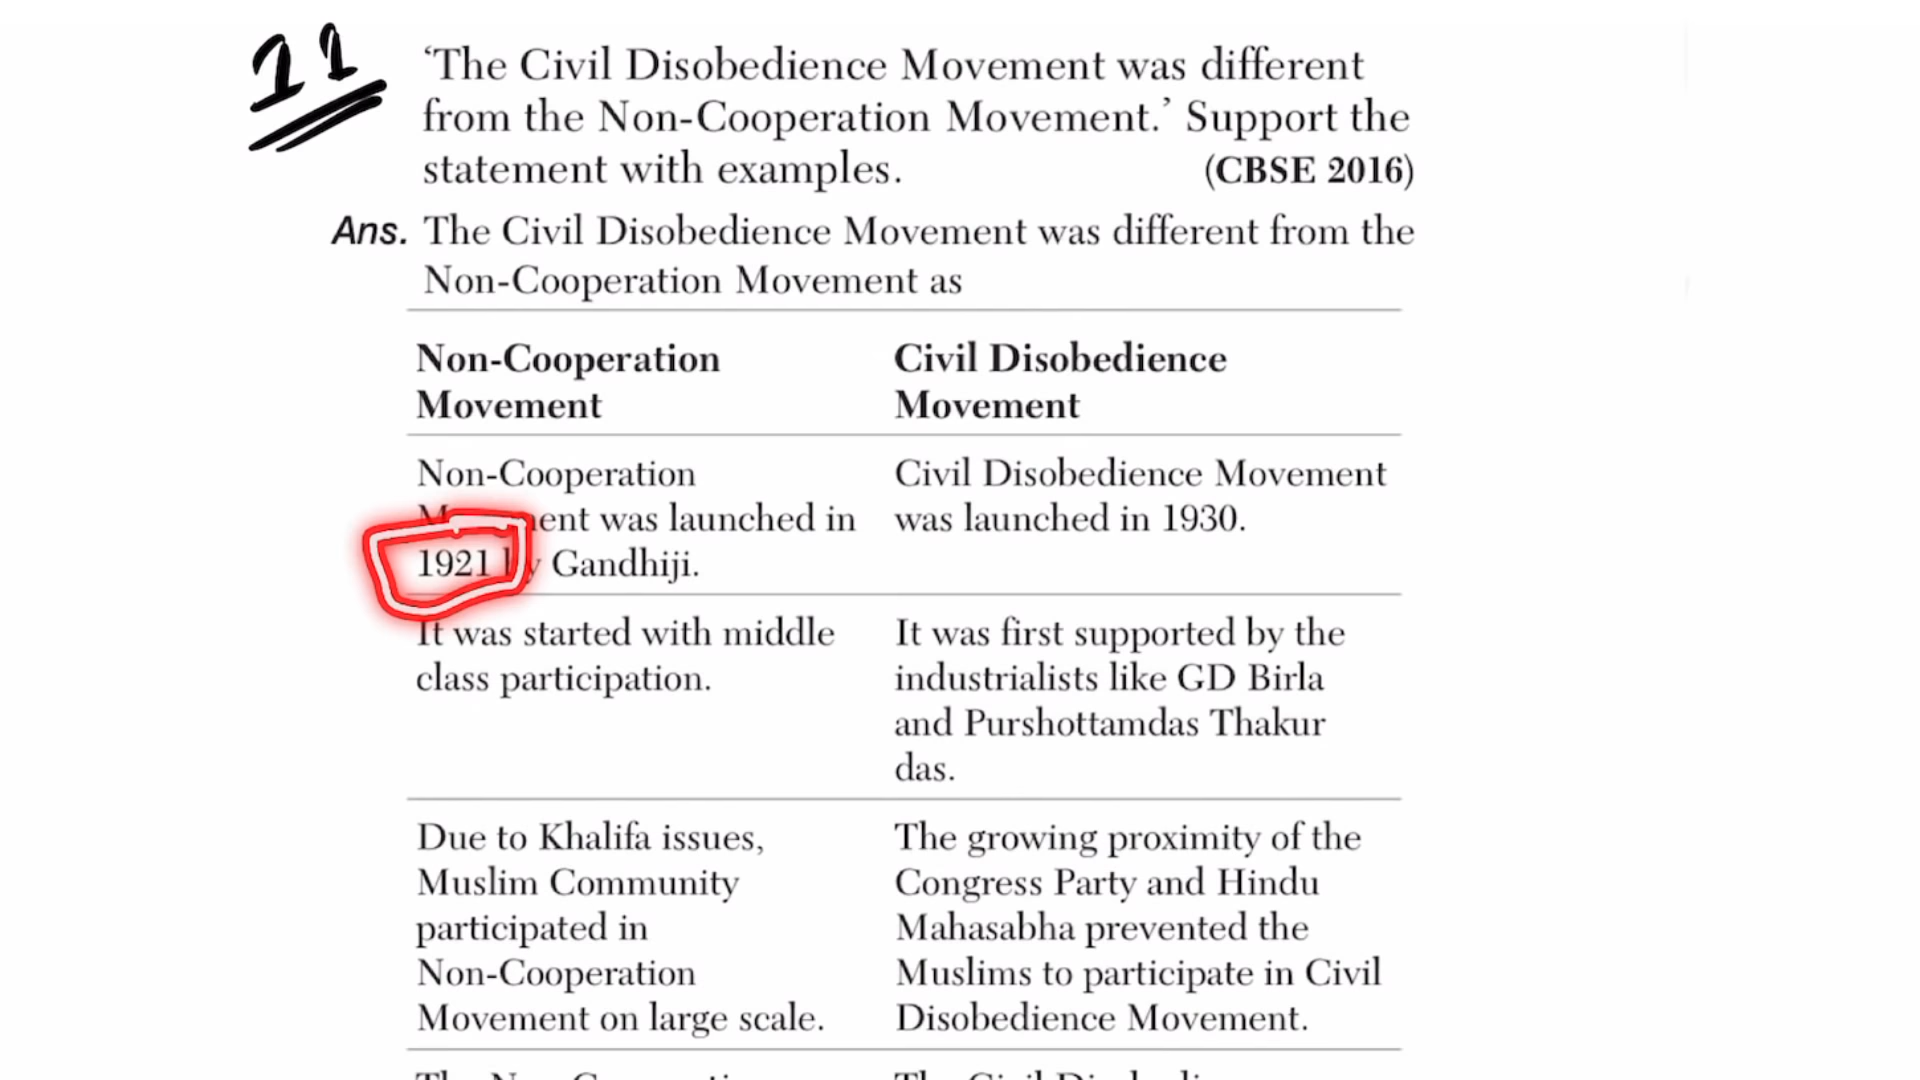 11
‘The Civil Disobedience Movement was different
from the Non-Cooperation Movement.’ Support the
statement with examples. (CBSE 2016)
Ans. The Civil Disobedience Movement was different from the
Non-Cooperation Movement as
Non-Cooperation
Movement
Civil Disobedience
Movement
Non-Cooperation
Movement was launched in
1921 by Gandhiji.
Civil Disobedience Movement
was launched in 1930.
It was started with middle
class participation.
It was first supported by the
industrialists like GD Birla
and Purshottamdas Thakur
das.
Due to Khalifa issues,
Muslim Community
participated in
Non-Cooperation
Movement on large scale.
The growing proximity of the
Congress Party and Hindu
Mahasabha prevented the
Muslims to participate in Civil
Disobedience Movement.